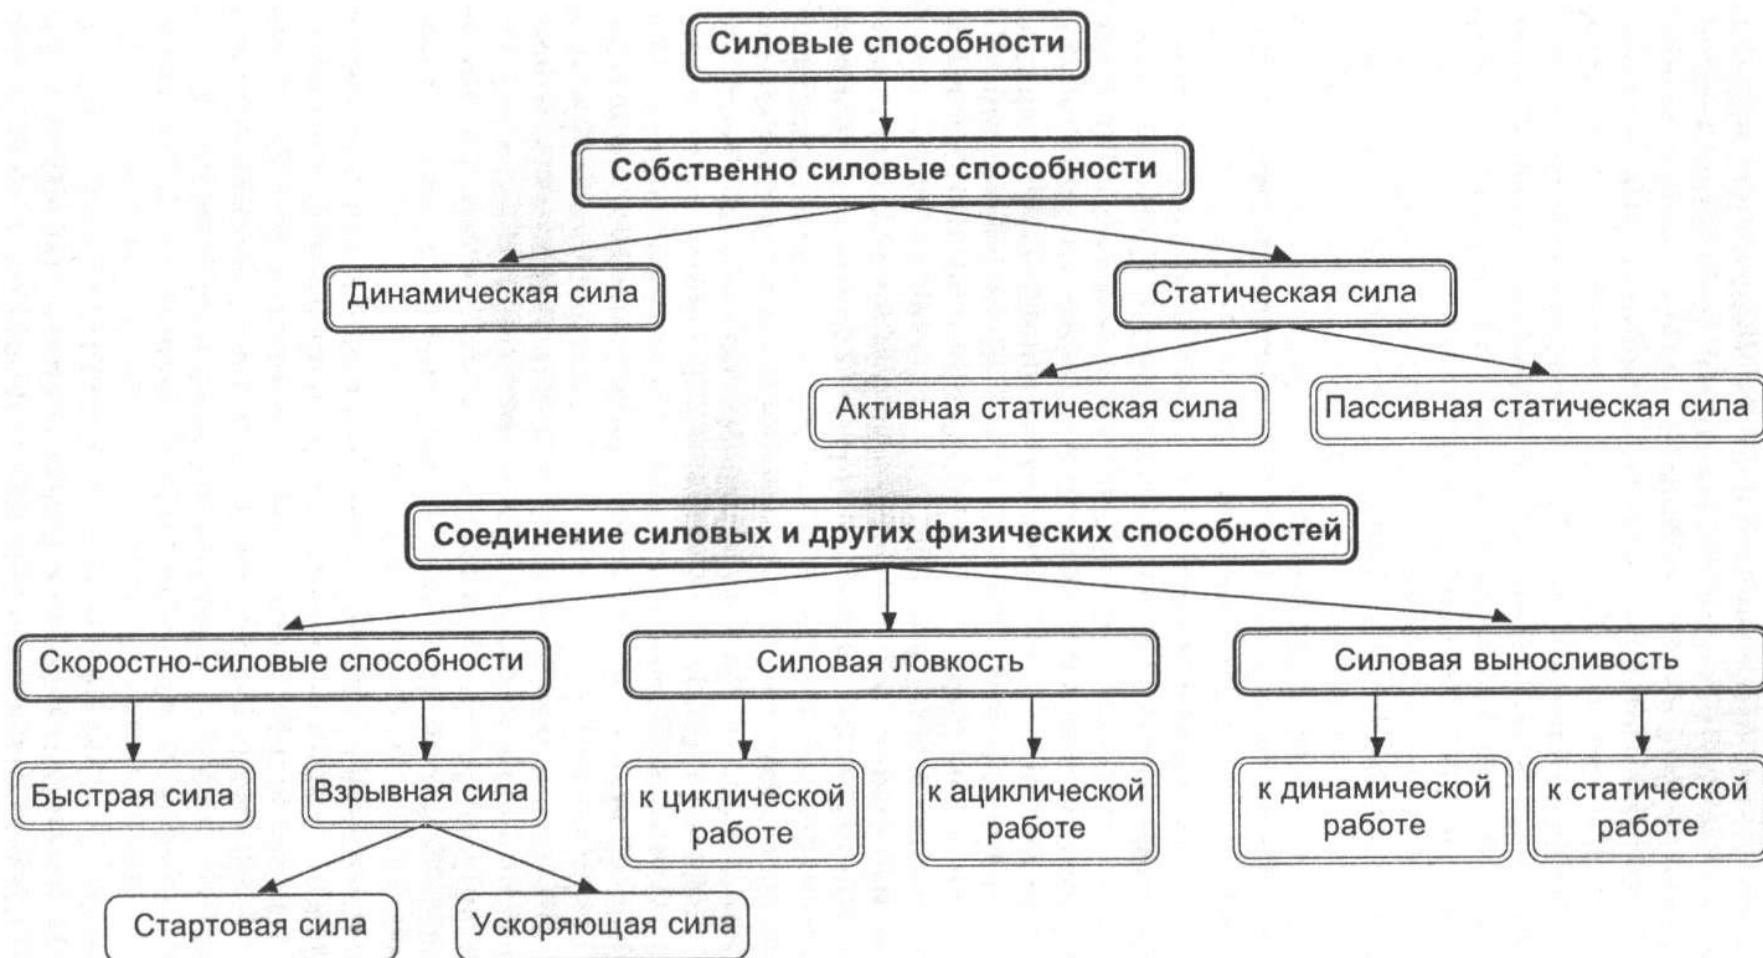 Силовые способности
Собственно силовые способности
Динамическая сила
Статическая сила
Активная статическая сила
Пассивная статическая сила
Соединение силовых и других физических способностей
Скоростно-силовые способности
Силовая ловкость
Силовая выносливость
Быстрая сила
Взрывная сила
к циклической
работе
к ациклической
работе
к динамической
работе
к статической
работе
Стартовая сила
Ускоряющая сила